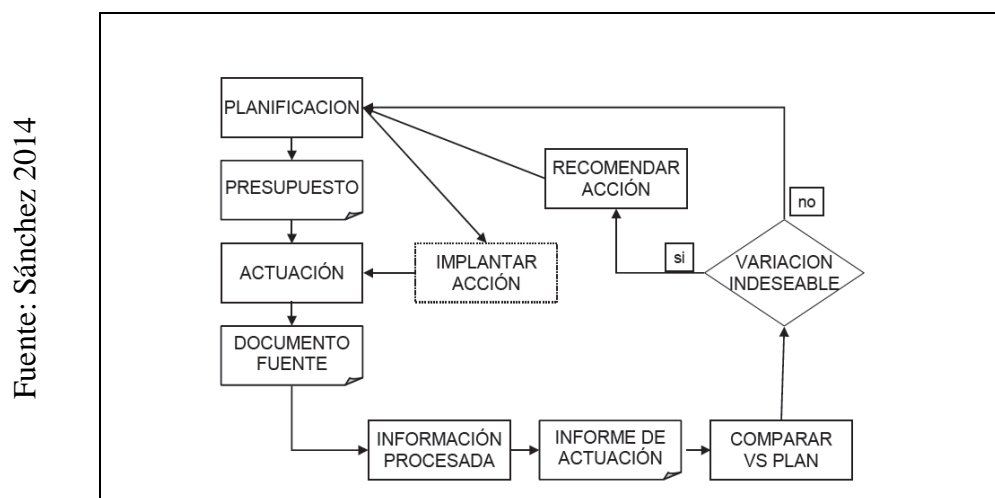 Fuente: Sánchez 2014
PLANIFICACION
PRESUPUESTO
ACTUACIÓN
DOCUMENTO
FUENTE
IMPLANTAR
ACCIÓN
RECOMENDAR
ACCIÓN
no
si
VARIACION
INDESEABLE
INFORMACIÓN
PROCESADA
INFORME DE
ACTUACIÓN
COMPARAR
VS PLAN